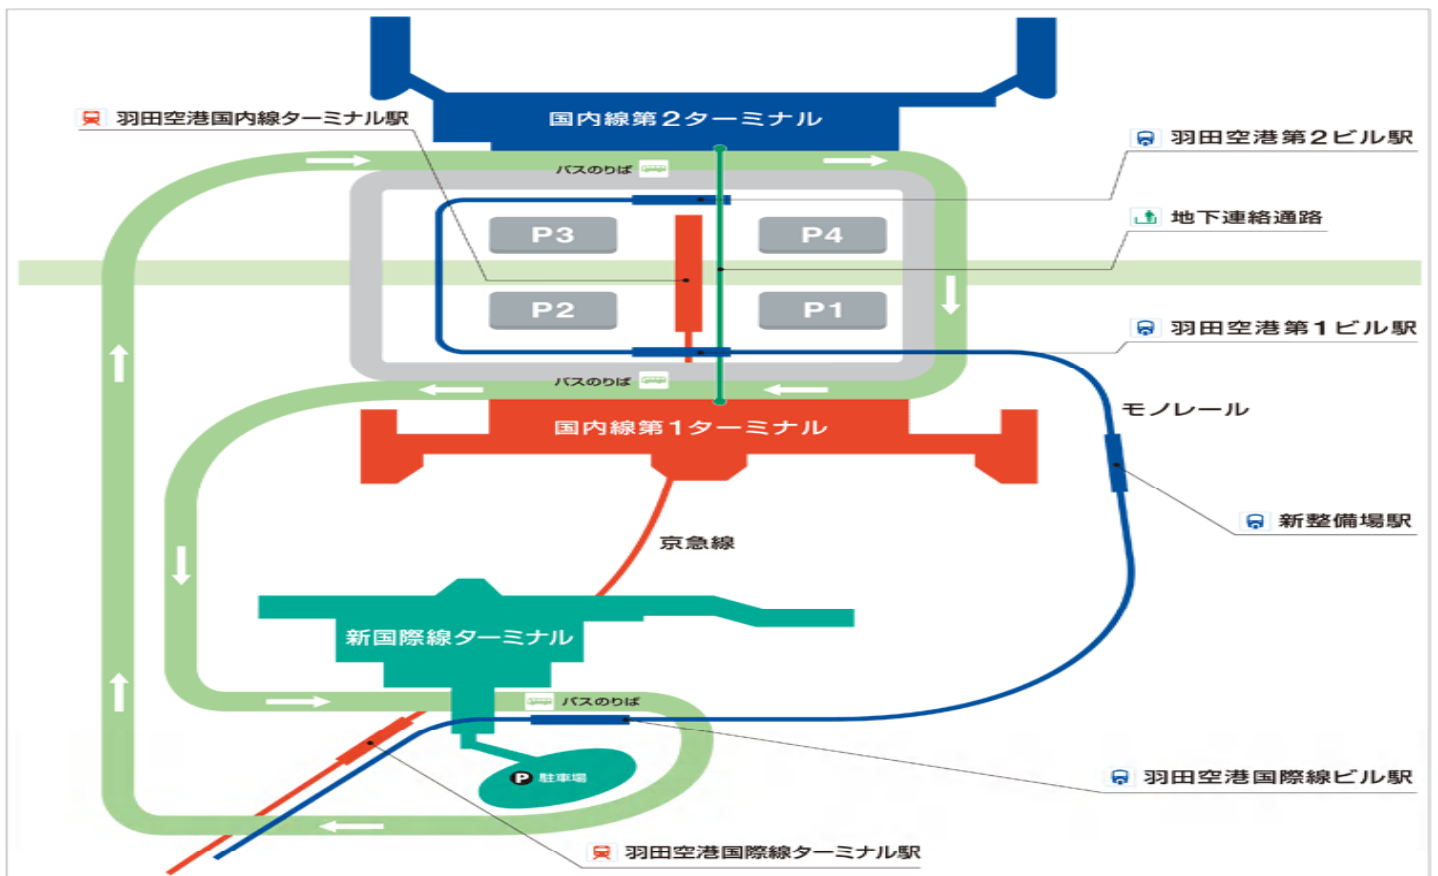 国内線第2ターミナル
羽田空港国内線ターミナル駅
羽田空港第2ビル駅
バスのりば
地下連絡通路
P3
P4
P2
P1
羽田空港第1ビル駅
バスのりば
モノレール
国内線第1ターミナル
新整備場駅
京急線
新国際線ターミナル
バスのりば
P 駐車場
羽田空港国際線ビル駅
羽田空港国際線ターミナル駅